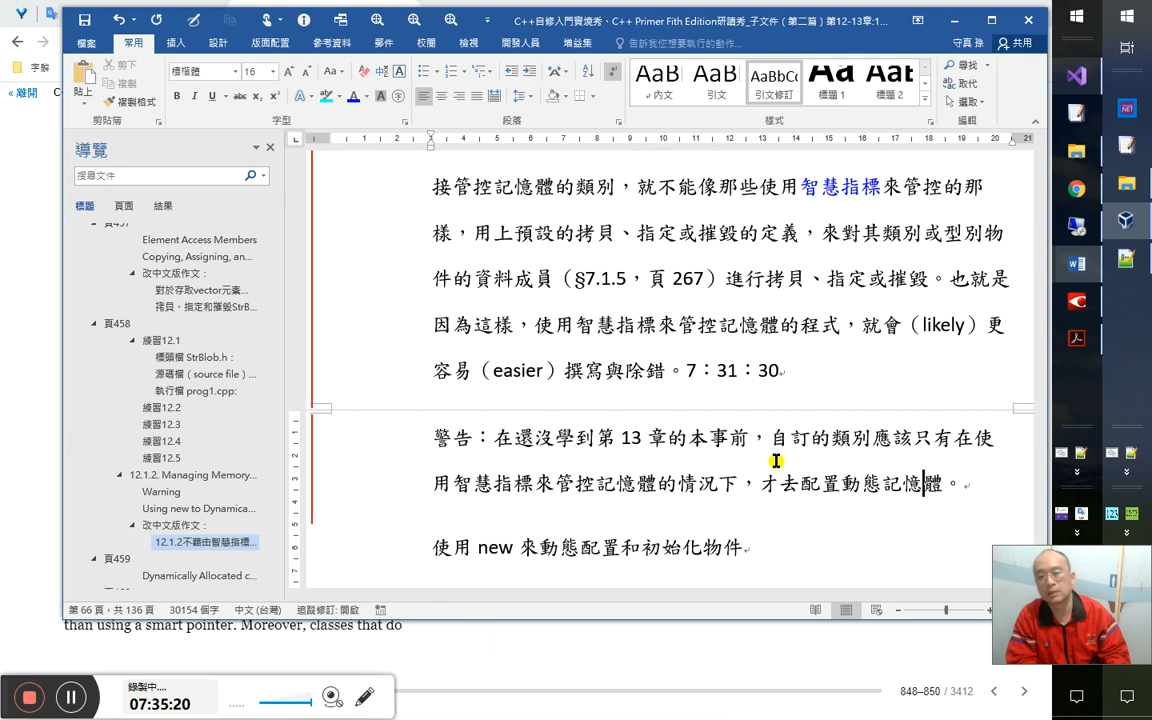 C++自修入門實境秀、C++ Primer Fith Edition研讀秀_子文件（第二篇）第12-13章:1...
檔案 常用 插入 設計 版面配置 參考資料 郵件 校閱 檢視 開發人員 增益集 告訴我您想要執行的動作... 守真 孫 共用
貼上 剪下 複製 複製格式
標楷體 16
AaBb 內文
AaBb 引文
AaBbCc 引文修訂
標題 1
標題 2
尋找
取代
選取
剪貼簿 字型 段落 樣式 編輯
字齡
« 離開
導覽
搜尋文件
標題 頁面 結果
頁457
Element Access Members
Copying, Assigning, an...
改中文版作文：
對於存取vector元素...
拷貝、指定和摧毀StrB...
頁458
練習12.1
標頭檔 StrBlob.h：
源碼檔（source file）...
執行檔 prog1.cpp:
練習12.2
練習12.3
練習12.4
練習12.5
12.1.2. Managing Memory...
Warning
Using new to Dynamica...
改中文版作文：
12.1.2不藉由智慧指標...
頁459
Dynamically Allocated c...
接管控記憶體的類別，就不能像那些使用智慧指標來管控的那
樣，用上預設的拷貝、指定或摧毀的定義，來對其類別或型別物
件的資料成員（§7.1.5，頁 267）進行拷貝、指定或摧毀。也就是
因為這樣，使用智慧指標來管控記憶體的程式，就會（likely）更
容易（easier）撰寫與除錯。7：31：30
警告：在還沒學到第 13 章的本事前，自訂的類別應該只有在使
用智慧指標來管控記憶體的情況下，才去配置動態記憶體。
使用 new 來動態配置和初始化物件
第 66 頁，共 136 頁 30154 個字 中文 (台灣) 追蹤修訂: 開啟
than using a smart pointer. Moreover, classes that do
錄製中....
07:35:20
848–850 / 3412